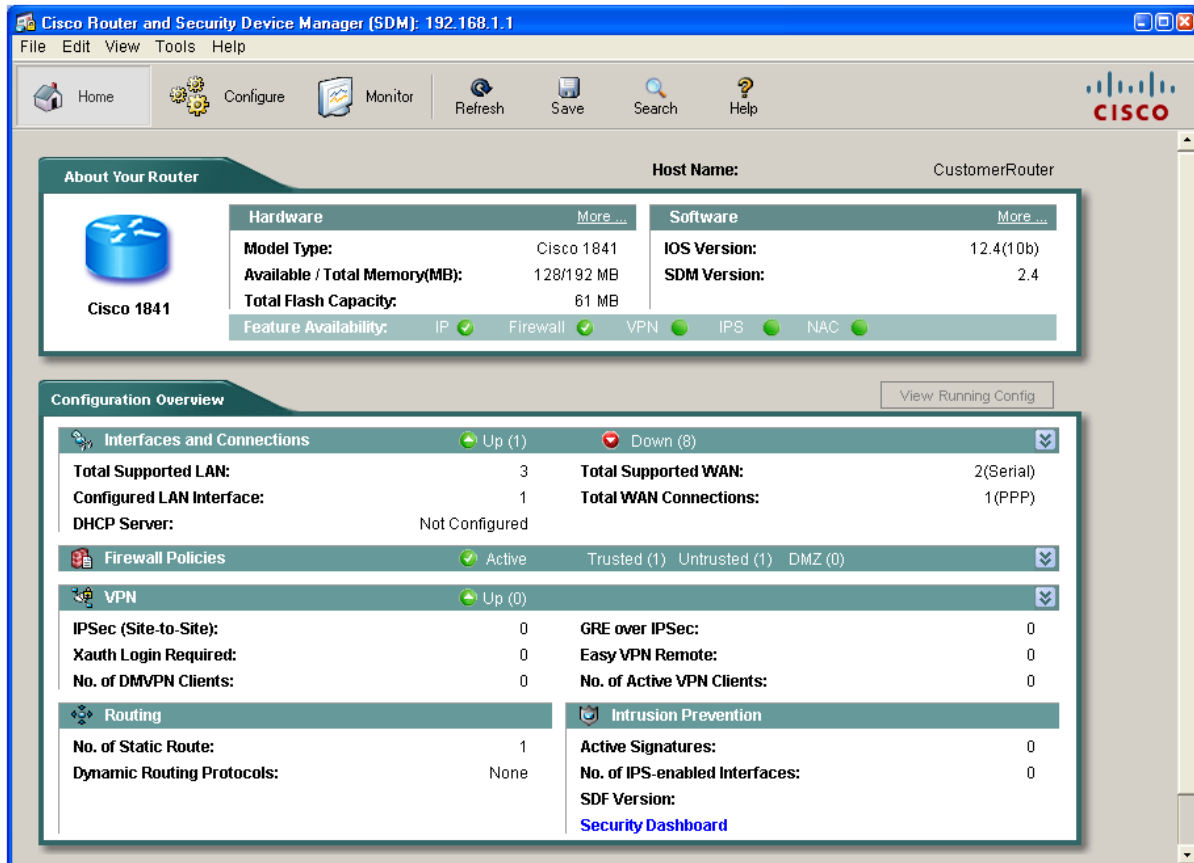 Cisco Router and Security Device Manager (SDM): 192.168.1.1
File Edit View Tools Help
Home Configure Monitor Refresh Save Search Help CISCO
About Your Router Host Name: CustomerRouter
Hardware More ... Software More ...
Model Type: Cisco 1841 IOS Version: 12.4(10b)
Available / Total Memory(MB): 128/192 MB SDM Version: 2.4
Total Flash Capacity: 61 MB
Cisco 1841
Feature Availability: IP Firewall VPN IPS NAC
Configuration Overview View Running Config
Interfaces and Connections Up (1) Down (8)
Total Supported LAN: 3 Total Supported WAN: 2(Serial)
Configured LAN Interface: 1 Total WAN Connections: 1(PPP)
DHCP Server: Not Configured
Firewall Policies Active Trusted (1) Untrusted (1) DMZ (0)
VPN Up (0)
IPSec (Site-to-Site): 0 GRE over IPSec: 0
Xauth Login Required: 0 Easy VPN Remote: 0
No. of DMVPN Clients: 0 No. of Active VPN Clients: 0
Routing Intrusion Prevention
No. of Static Route: 1 Active Signatures: 0
Dynamic Routing Protocols: None No. of IPS-enabled Interfaces: 0
SDF Version:
Security Dashboard